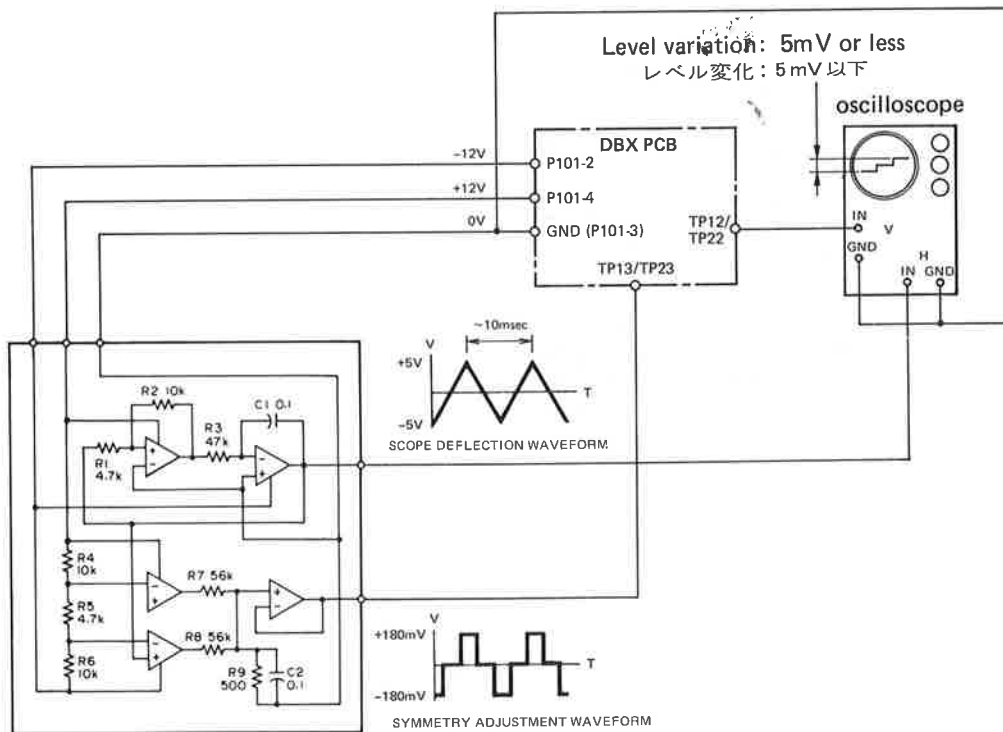 Level variation: 5mV or less
レベル変化：5mV以下
oscilloscope
DBX PCB
-12V
P101-2
+12V
P101-4
0V
GND (P101-3)
TP12/
TP22
TP13/TP23
IN
V
GND
H
IN GND
~10msec
V
+5V
T
-5V
SCOPE DEFLECTION WAVEFORM
R2 10k
C1 0.1
R3
47k
R1
4.7k
+
-
-
+
R4
10k
R7 56k
-
+
+
-
R5
4.7k
R8 56k
-
+
R6
10k
R9
500
C2
0.1
V
+180mV
T
-180mV
SYMMETRY ADJUSTMENT WAVEFORM